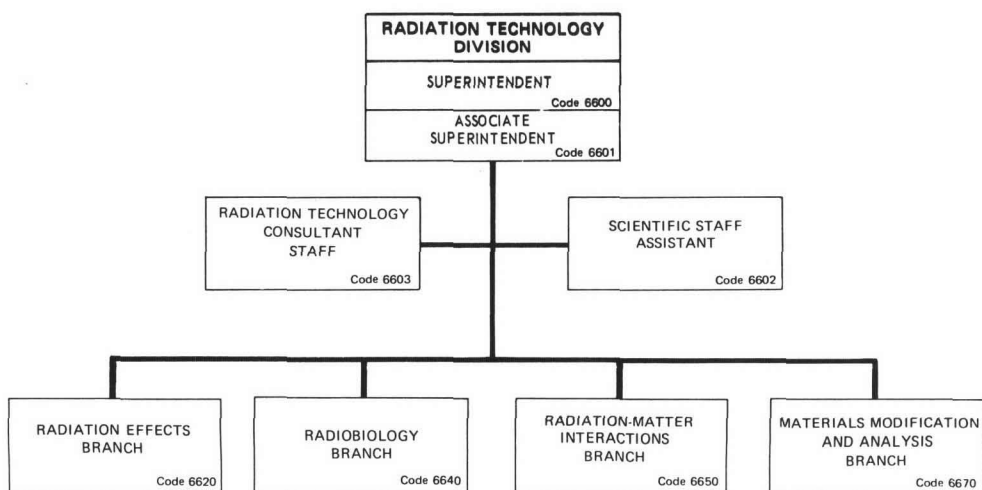 RADIATION TECHNOLOGY
DIVISION
SUPERINTENDENT
Code 6600
ASSOCIATE
SUPERINTENDENT
Code 6601
RADIATION TECHNOLOGY
CONSULTANT
STAFF
Code 6603
SCIENTIFIC STAFF
ASSISTANT
Code 6602
RADIATION EFFECTS
BRANCH
Code 6620
RADIOBIOLOGY
BRANCH
Code 6640
RADIATION-MATTER
INTERACTIONS
BRANCH
Code 6650
MATERIALS MODIFICATION
AND ANALYSIS
BRANCH
Code 6670